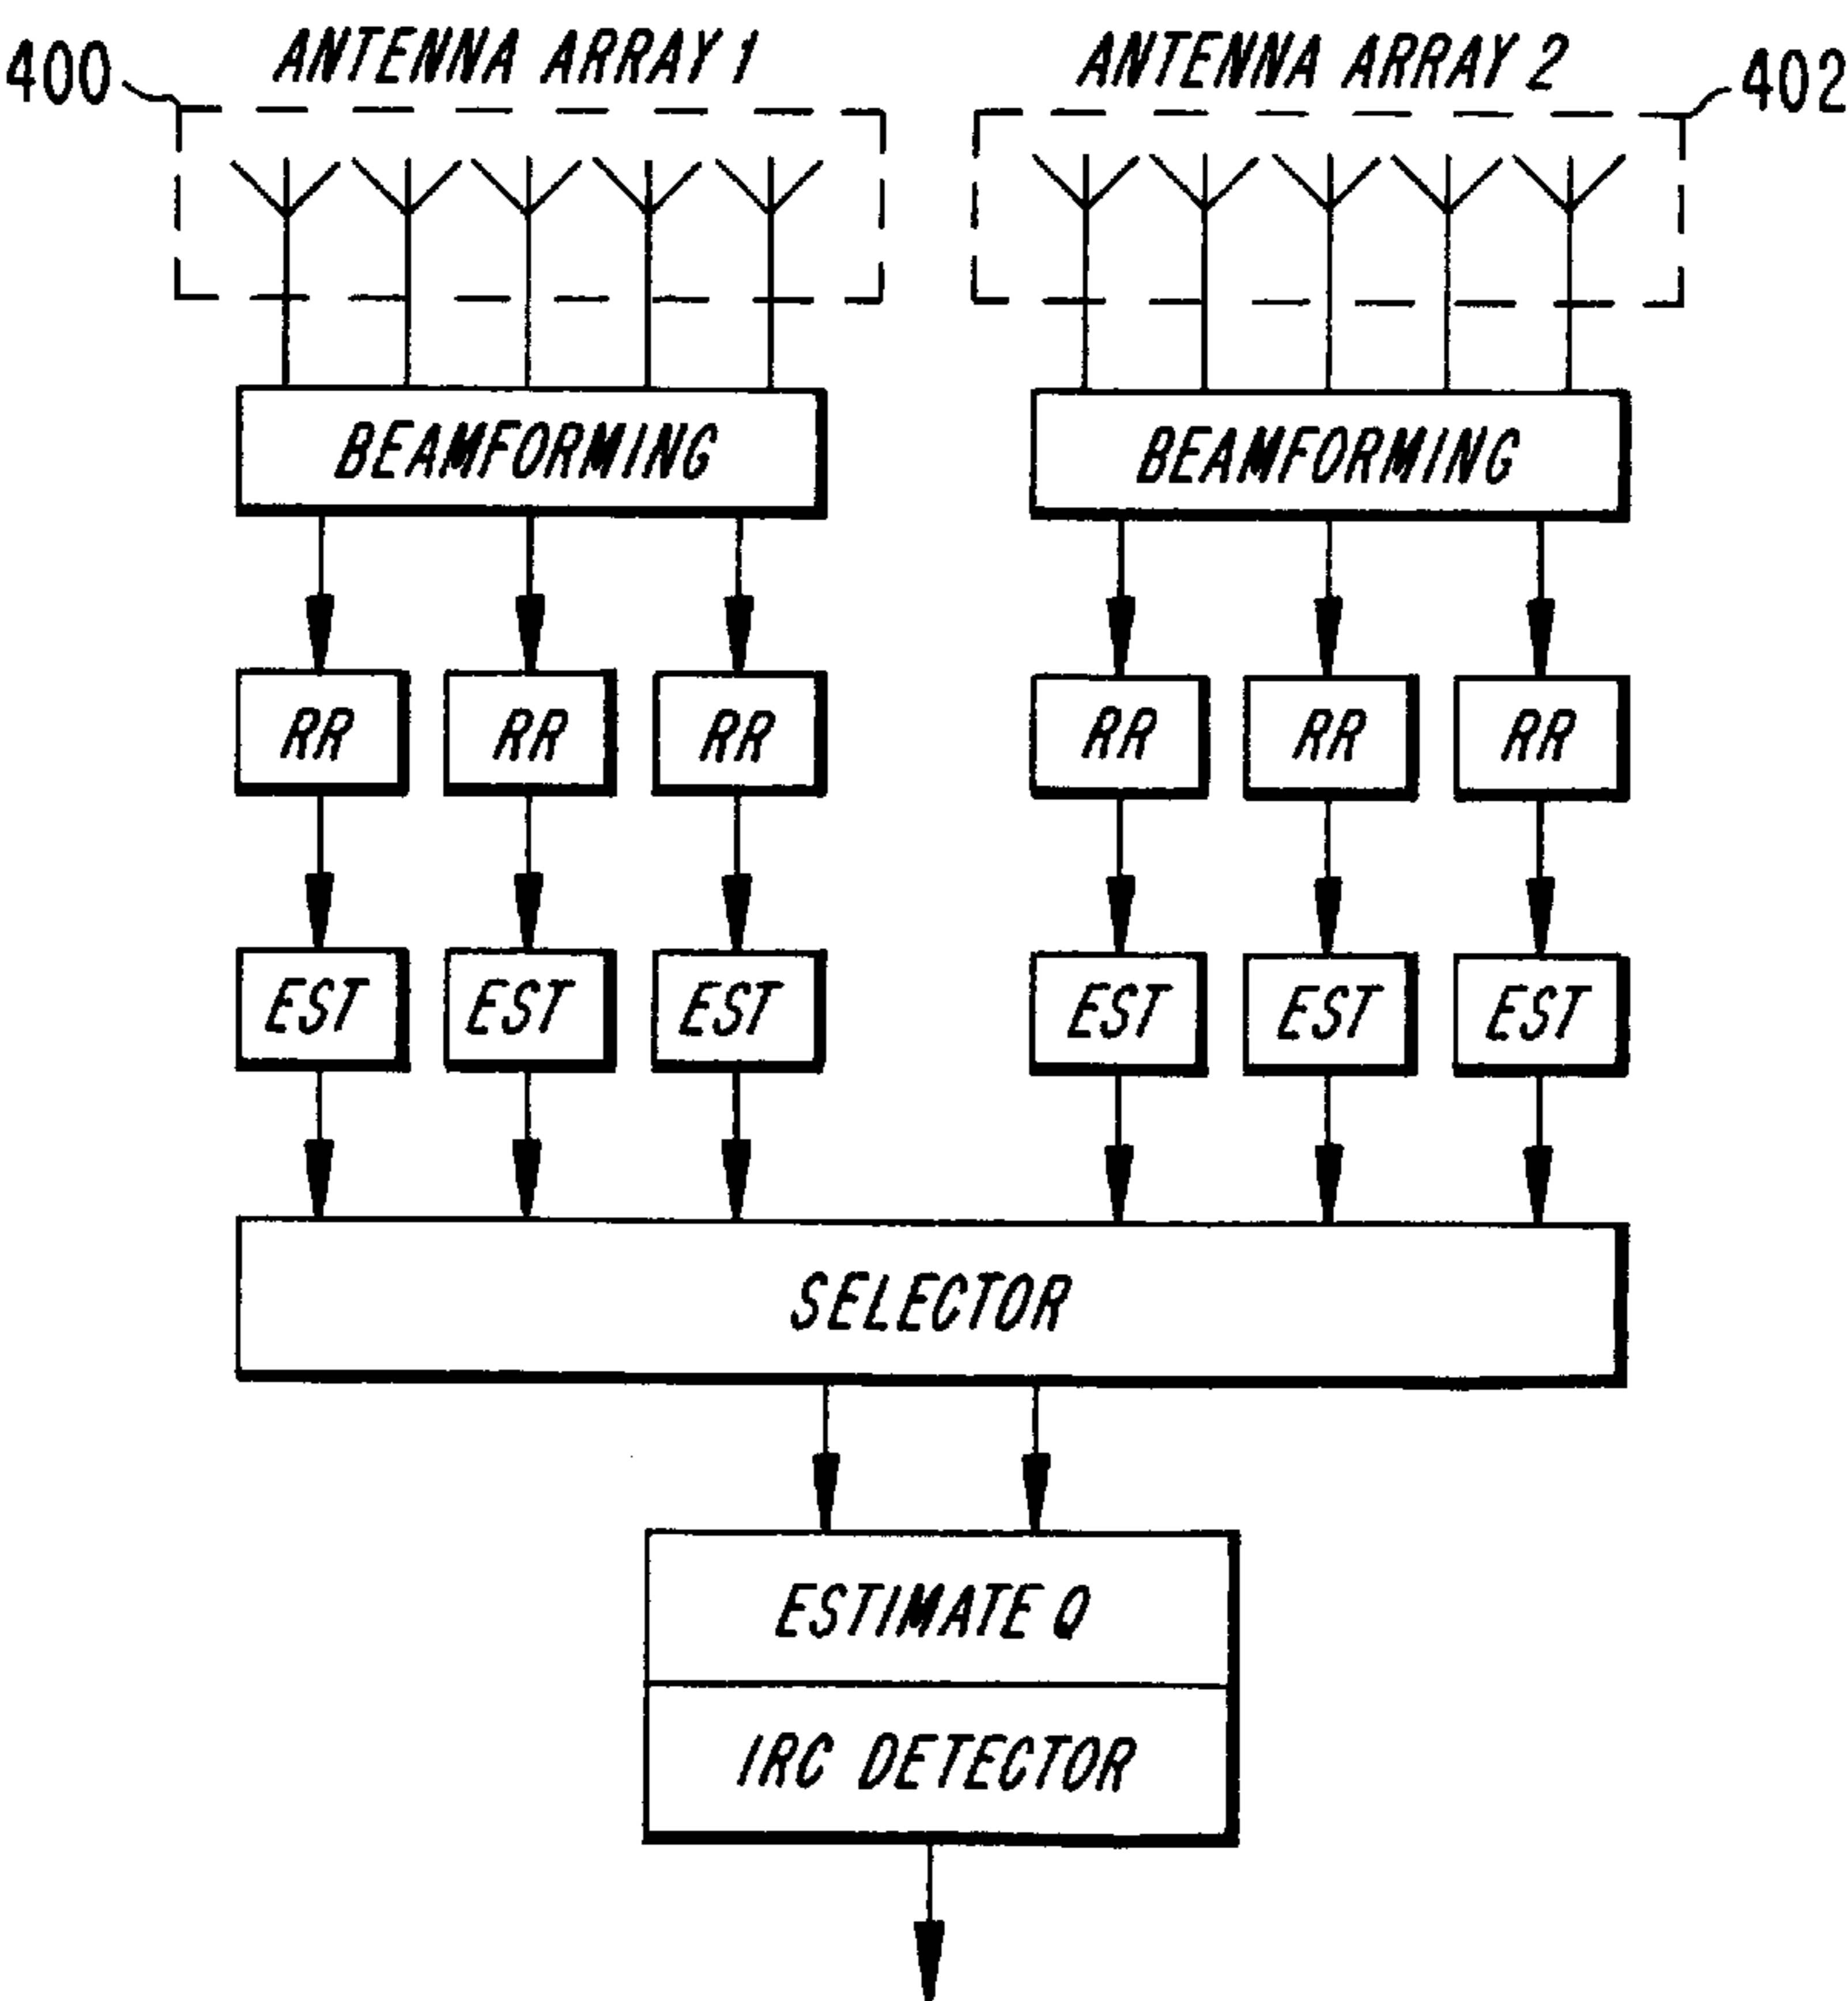 400
ANTENNA ARRAY 1
ANTENNA ARRAY 2
402
BEAMFORMING
BEAMFORMING
RR
RR
RR
RR
RR
RR
EST
EST
EST
EST
EST
EST
SELECTOR
ESTIMATE Q
IRC DETECTOR